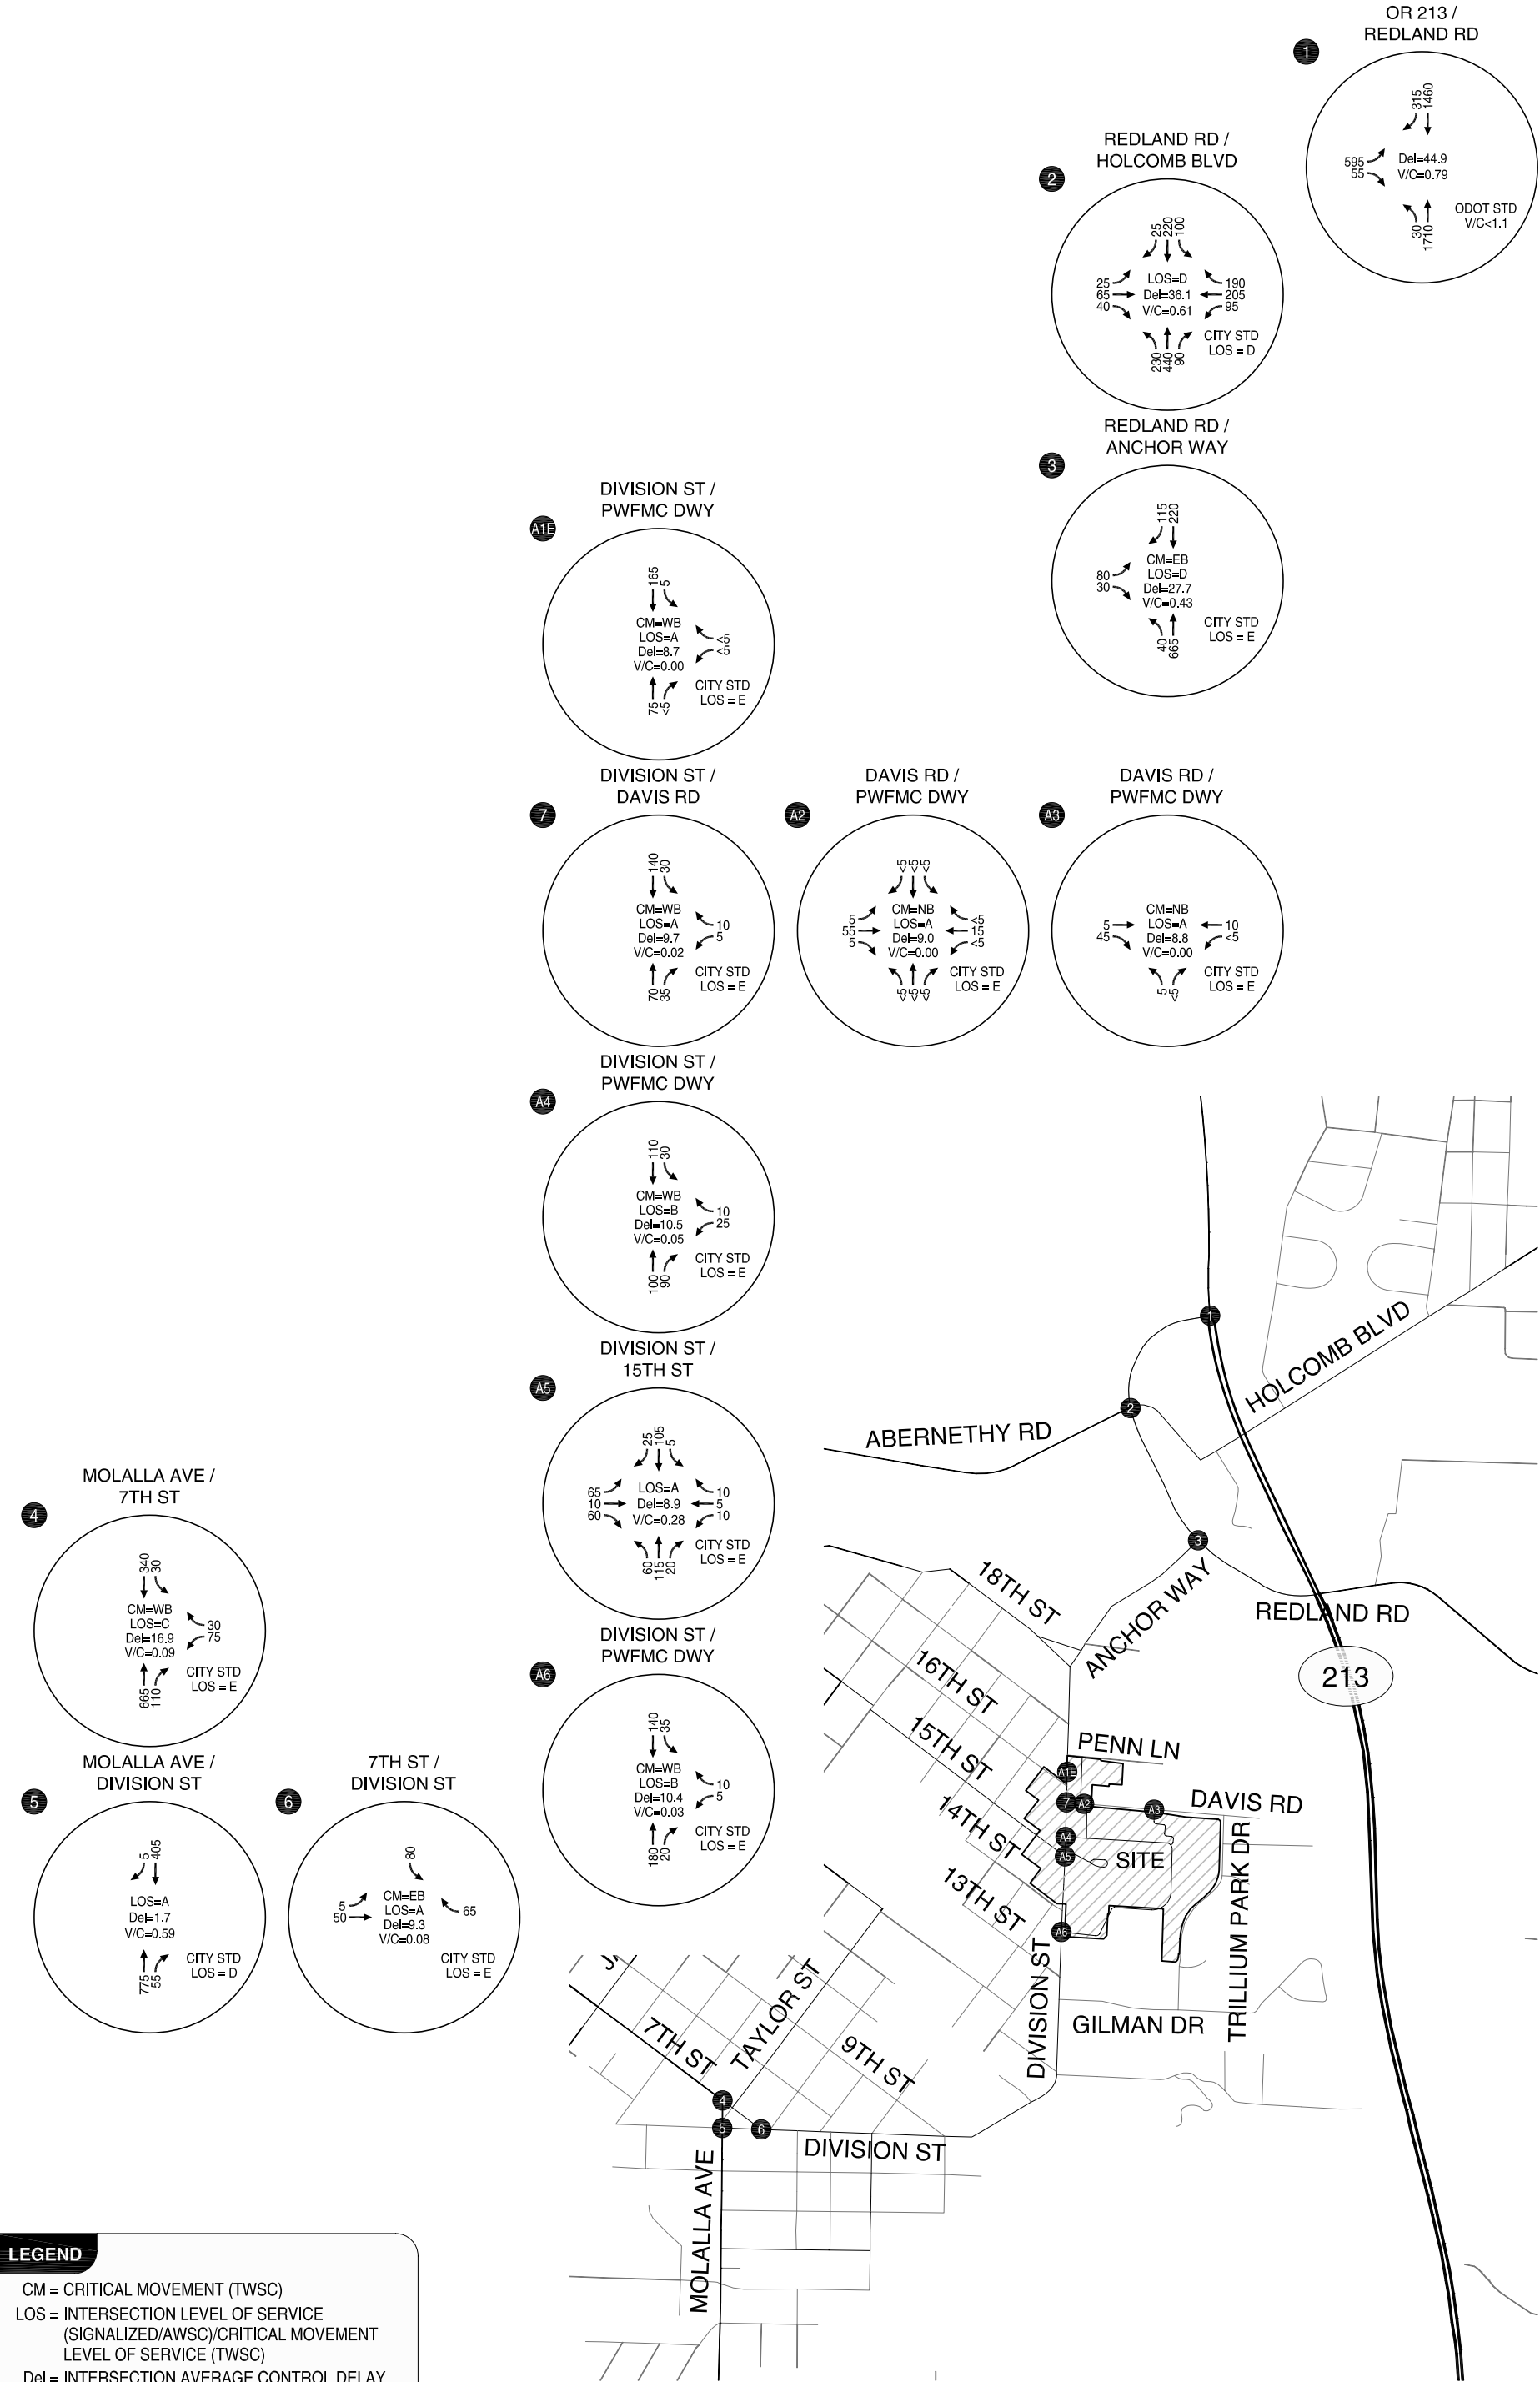 OR 213 /
REDLAND RD
1
315
1460
595
55
Del=44.9
V/C=0.79
30
1710
ODOT STD
V/C<1.1
REDLAND RD /
HOLCOMB BLVD
2
25
220
100
25
65
40
LOS=D
Del=36.1
V/C=0.61
190
205
95
230
440
90
CITY STD
LOS = D
REDLAND RD /
ANCHOR WAY
3
115
220
80
30
CM=EB
LOS=D
Del=27.7
V/C=0.43
40
665
CITY STD
LOS = E
DIVISION ST /
PWFMC DWY
A1E
165
5
CM=WB
LOS=A
Del=8.7
V/C=0.00
<5
<5
75
<5
CITY STD
LOS = E
DIVISION ST /
DAVIS RD
7
140
30
CM=WB
LOS=A
Del=9.7
V/C=0.02
10
5
70
35
CITY STD
LOS = E
DAVIS RD /
PWFMC DWY
A2
<5
<5
<5
5
55
5
CM=NB
LOS=A
Del=9.0
V/C=0.00
<5
15
<5
<5
<5
<5
CITY STD
LOS = E
DAVIS RD /
PWFMC DWY
A3
5
45
CM=NB
LOS=A
Del=8.8
V/C=0.00
10
<5
5
<5
CITY STD
LOS = E
DIVISION ST /
PWFMC DWY
A4
110
30
CM=WB
LOS=B
Del=10.5
V/C=0.05
10
25
100
90
CITY STD
LOS = E
DIVISION ST /
15TH ST
A5
25
105
5
65
10
60
LOS=A
Del=8.9
V/C=0.28
10
5
10
60
115
20
CITY STD
LOS = E
DIVISION ST /
PWFMC DWY
A6
140
35
CM=WB
LOS=B
Del=10.4
V/C=0.03
10
5
180
20
CITY STD
LOS = E
MOLALLA AVE /
7TH ST
4
340
30
CM=WB
LOS=C
Del=16.9
V/C=0.09
30
75
665
110
CITY STD
LOS = E
MOLALLA AVE /
DIVISION ST
5
5
405
LOS=A
Del=1.7
V/C=0.59
775
55
CITY STD
LOS = D
7TH ST /
DIVISION ST
6
80
5
50
CM=EB
LOS=A
Del=9.3
V/C=0.08
65
CITY STD
LOS = E
1
HOLCOMB BLVD
2
ABERNETHY RD
3
18TH ST
ANCHOR WAY
REDLAND RD
213
16TH ST
15TH ST
PENN LN
A1E
7
A2
A3
DAVIS RD
14TH ST
A4
A5
SITE
13TH ST
A6
TRILLIUM PARK DR
DIVISION ST
GILMAN DR
TAYLOR ST
7TH ST
9TH ST
4
5
6
DIVISION ST
MOLALLA AVE
LEGEND
CM = CRITICAL MOVEMENT (TWSC)
LOS = INTERSECTION LEVEL OF SERVICE
(SIGNALIZED/AWSC)/CRITICAL MOVEMENT
LEVEL OF SERVICE (TWSC)
Del = INTERSECTION AVERAGE CONTROL DELAY